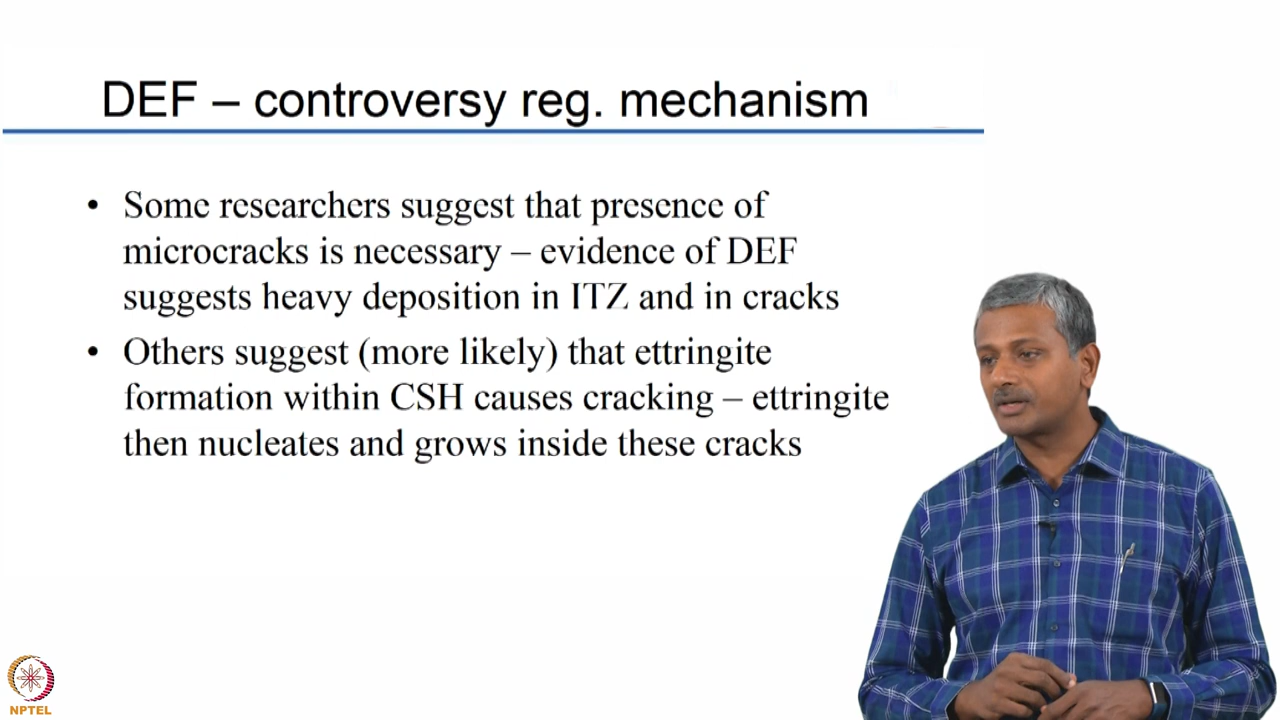 DEF – controversy reg. mechanism
• Some researchers suggest that presence of
microcracks is necessary – evidence of DEF
suggests heavy deposition in ITZ and in cracks
• Others suggest (more likely) that ettringite
formation within CSH causes cracking – ettringite
then nucleates and grows inside these cracks
NPTEL